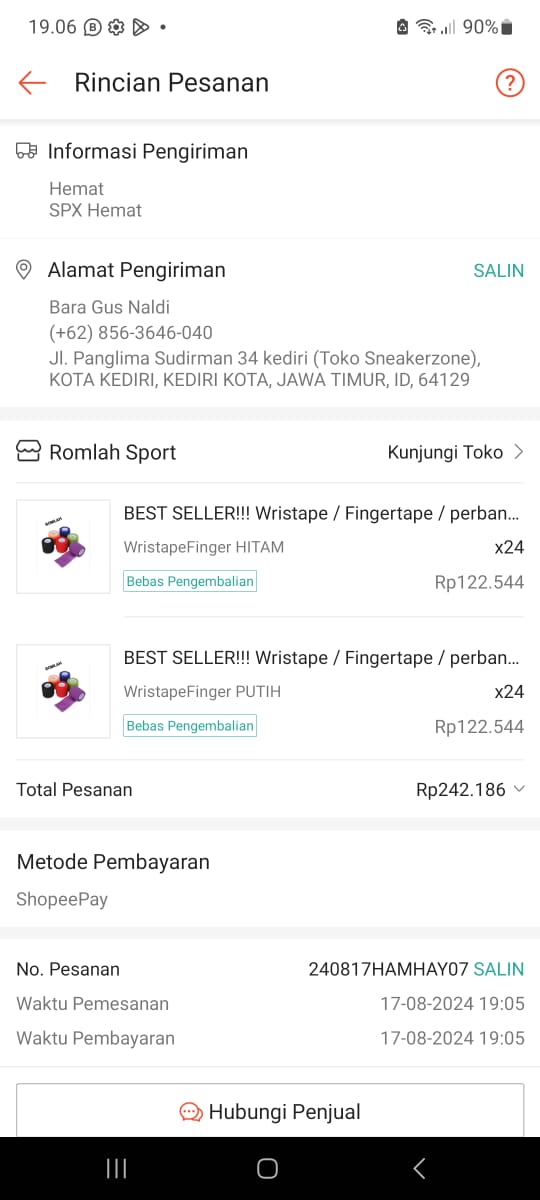 19.06
90%
Rincian Pesanan
Informasi Pengiriman
Hemat
SPX Hemat
Alamat Pengiriman SALIN
Bara Gus Naldi
(+62) 856-3646-040
Jl. Panglima Sudirman 34 kediri (Toko Sneakerzone),
KOTA KEDIRI, KEDIRI KOTA, JAWA TIMUR, ID, 64129
Romlah Sport Kunjungi Toko
ROMLAH
BEST SELLER!!! Wristape / Fingertape / perban...
WristapeFinger HITAM x24
Bebas Pengembalian Rp122.544
ROMLAH
BEST SELLER!!! Wristape / Fingertape / perban...
WristapeFinger PUTIH x24
Bebas Pengembalian Rp122.544
Total Pesanan Rp242.186
Metode Pembayaran
ShopeePay
No. Pesanan 240817HAMHAY07 SALIN
Waktu Pemesanan 17-08-2024 19:05
Waktu Pembayaran 17-08-2024 19:05
Hubungi Penjual